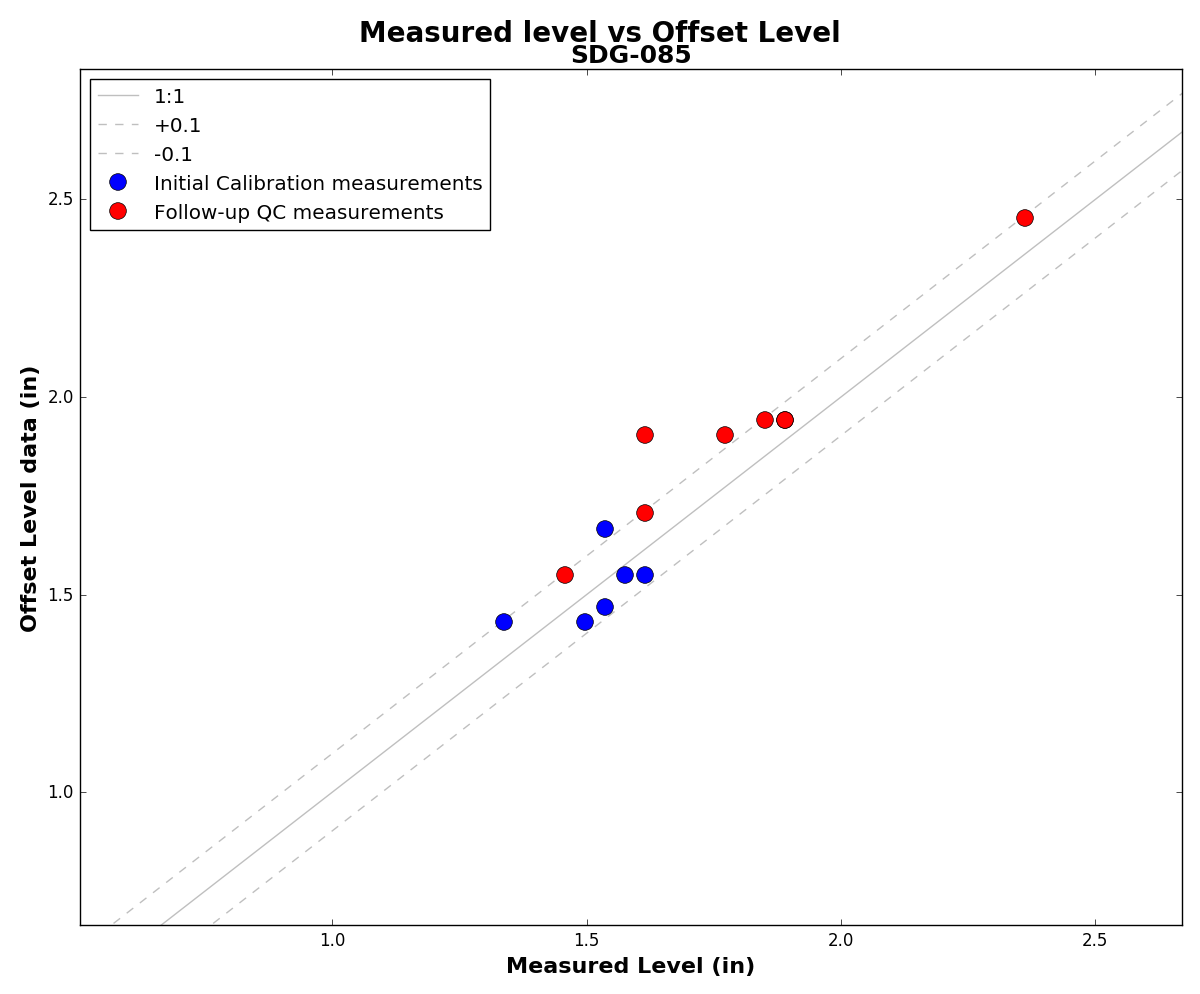 Measured level vs Offset Level
SDG-085
1:1
+0.1
-0.1
Initial Calibration measurements
Follow-up QC measurements
2.5
2.0
1.5
1.0
Offset Level data (in)
1.0 1.5 2.0 2.5
Measured Level (in)